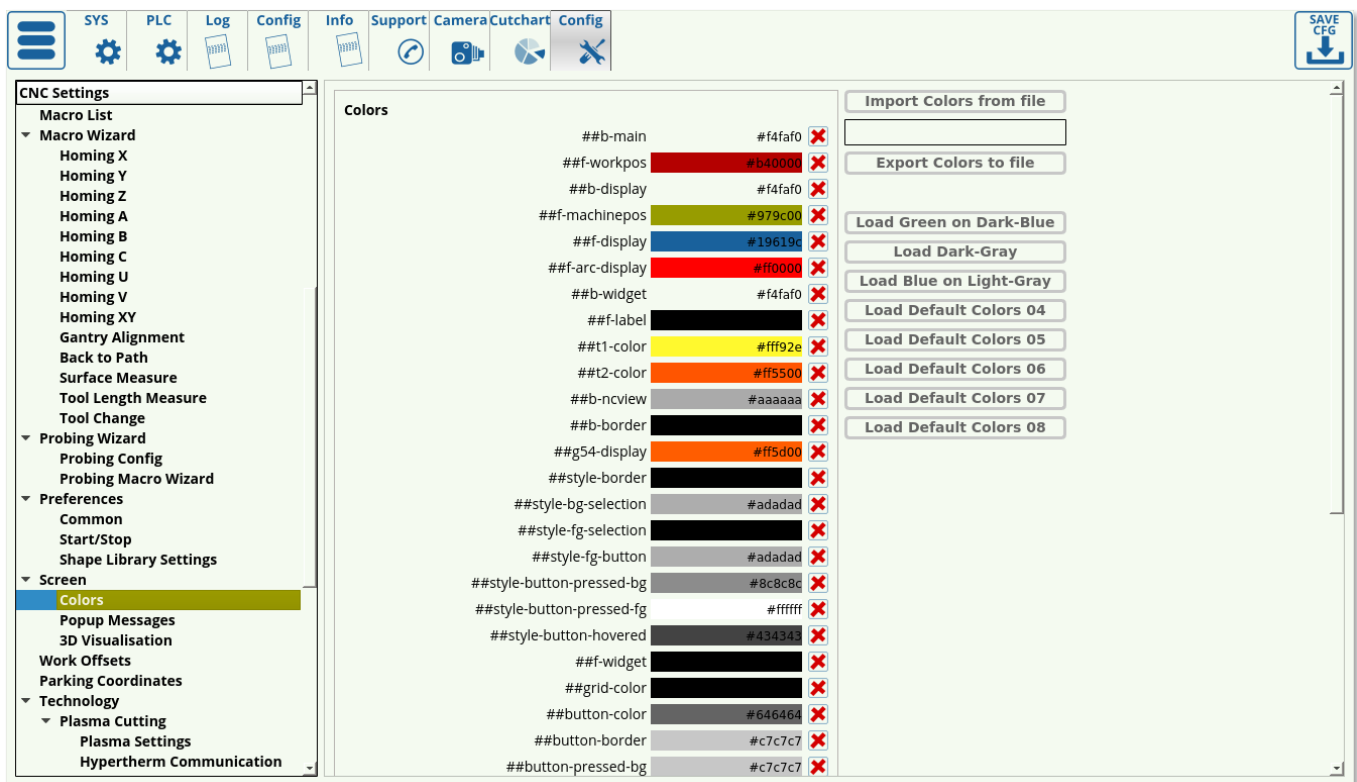 SYS PLC Log Config Info Support Camera Cutchart Config SAVE CFG
CNC Settings
Macro List
Macro Wizard
Homing X
Homing Y
Homing Z
Homing A
Homing B
Homing C
Homing U
Homing V
Homing XY
Gantry Alignment
Back to Path
Surface Measure
Tool Length Measure
Tool Change
Probing Wizard
Probing Config
Probing Macro Wizard
Preferences
Common
Start/Stop
Shape Library Settings
Screen
Colors
Popup Messages
3D Visualisation
Work Offsets
Parking Coordinates
Technology
Plasma Cutting
Plasma Settings
Hypertherm Communication
Colors
##b-main #f4faf0
##f-workpos #b40000
##b-display #f4faf0
##f-machinepos #979c00
##f-display #19619c
##f-arc-display #ff0000
##b-widget #f4faf0
##f-label
##t1-color #fff92e
##t2-color #ff5500
##b-ncview #aaaaaa
##b-border
##g54-display #ff5d00
##style-border
##style-bg-selection #adadad
##style-fg-selection
##style-fg-button #adadad
##style-button-pressed-bg #8c8c8c
##style-button-pressed-fg #ffffff
##style-button-hovered #434343
##f-widget
##grid-color
##button-color #646464
##button-border #c7c7c7
##button-pressed-bg #c7c7c7
Import Colors from file
Export Colors to file
Load Green on Dark-Blue
Load Dark-Gray
Load Blue on Light-Gray
Load Default Colors 04
Load Default Colors 05
Load Default Colors 06
Load Default Colors 07
Load Default Colors 08